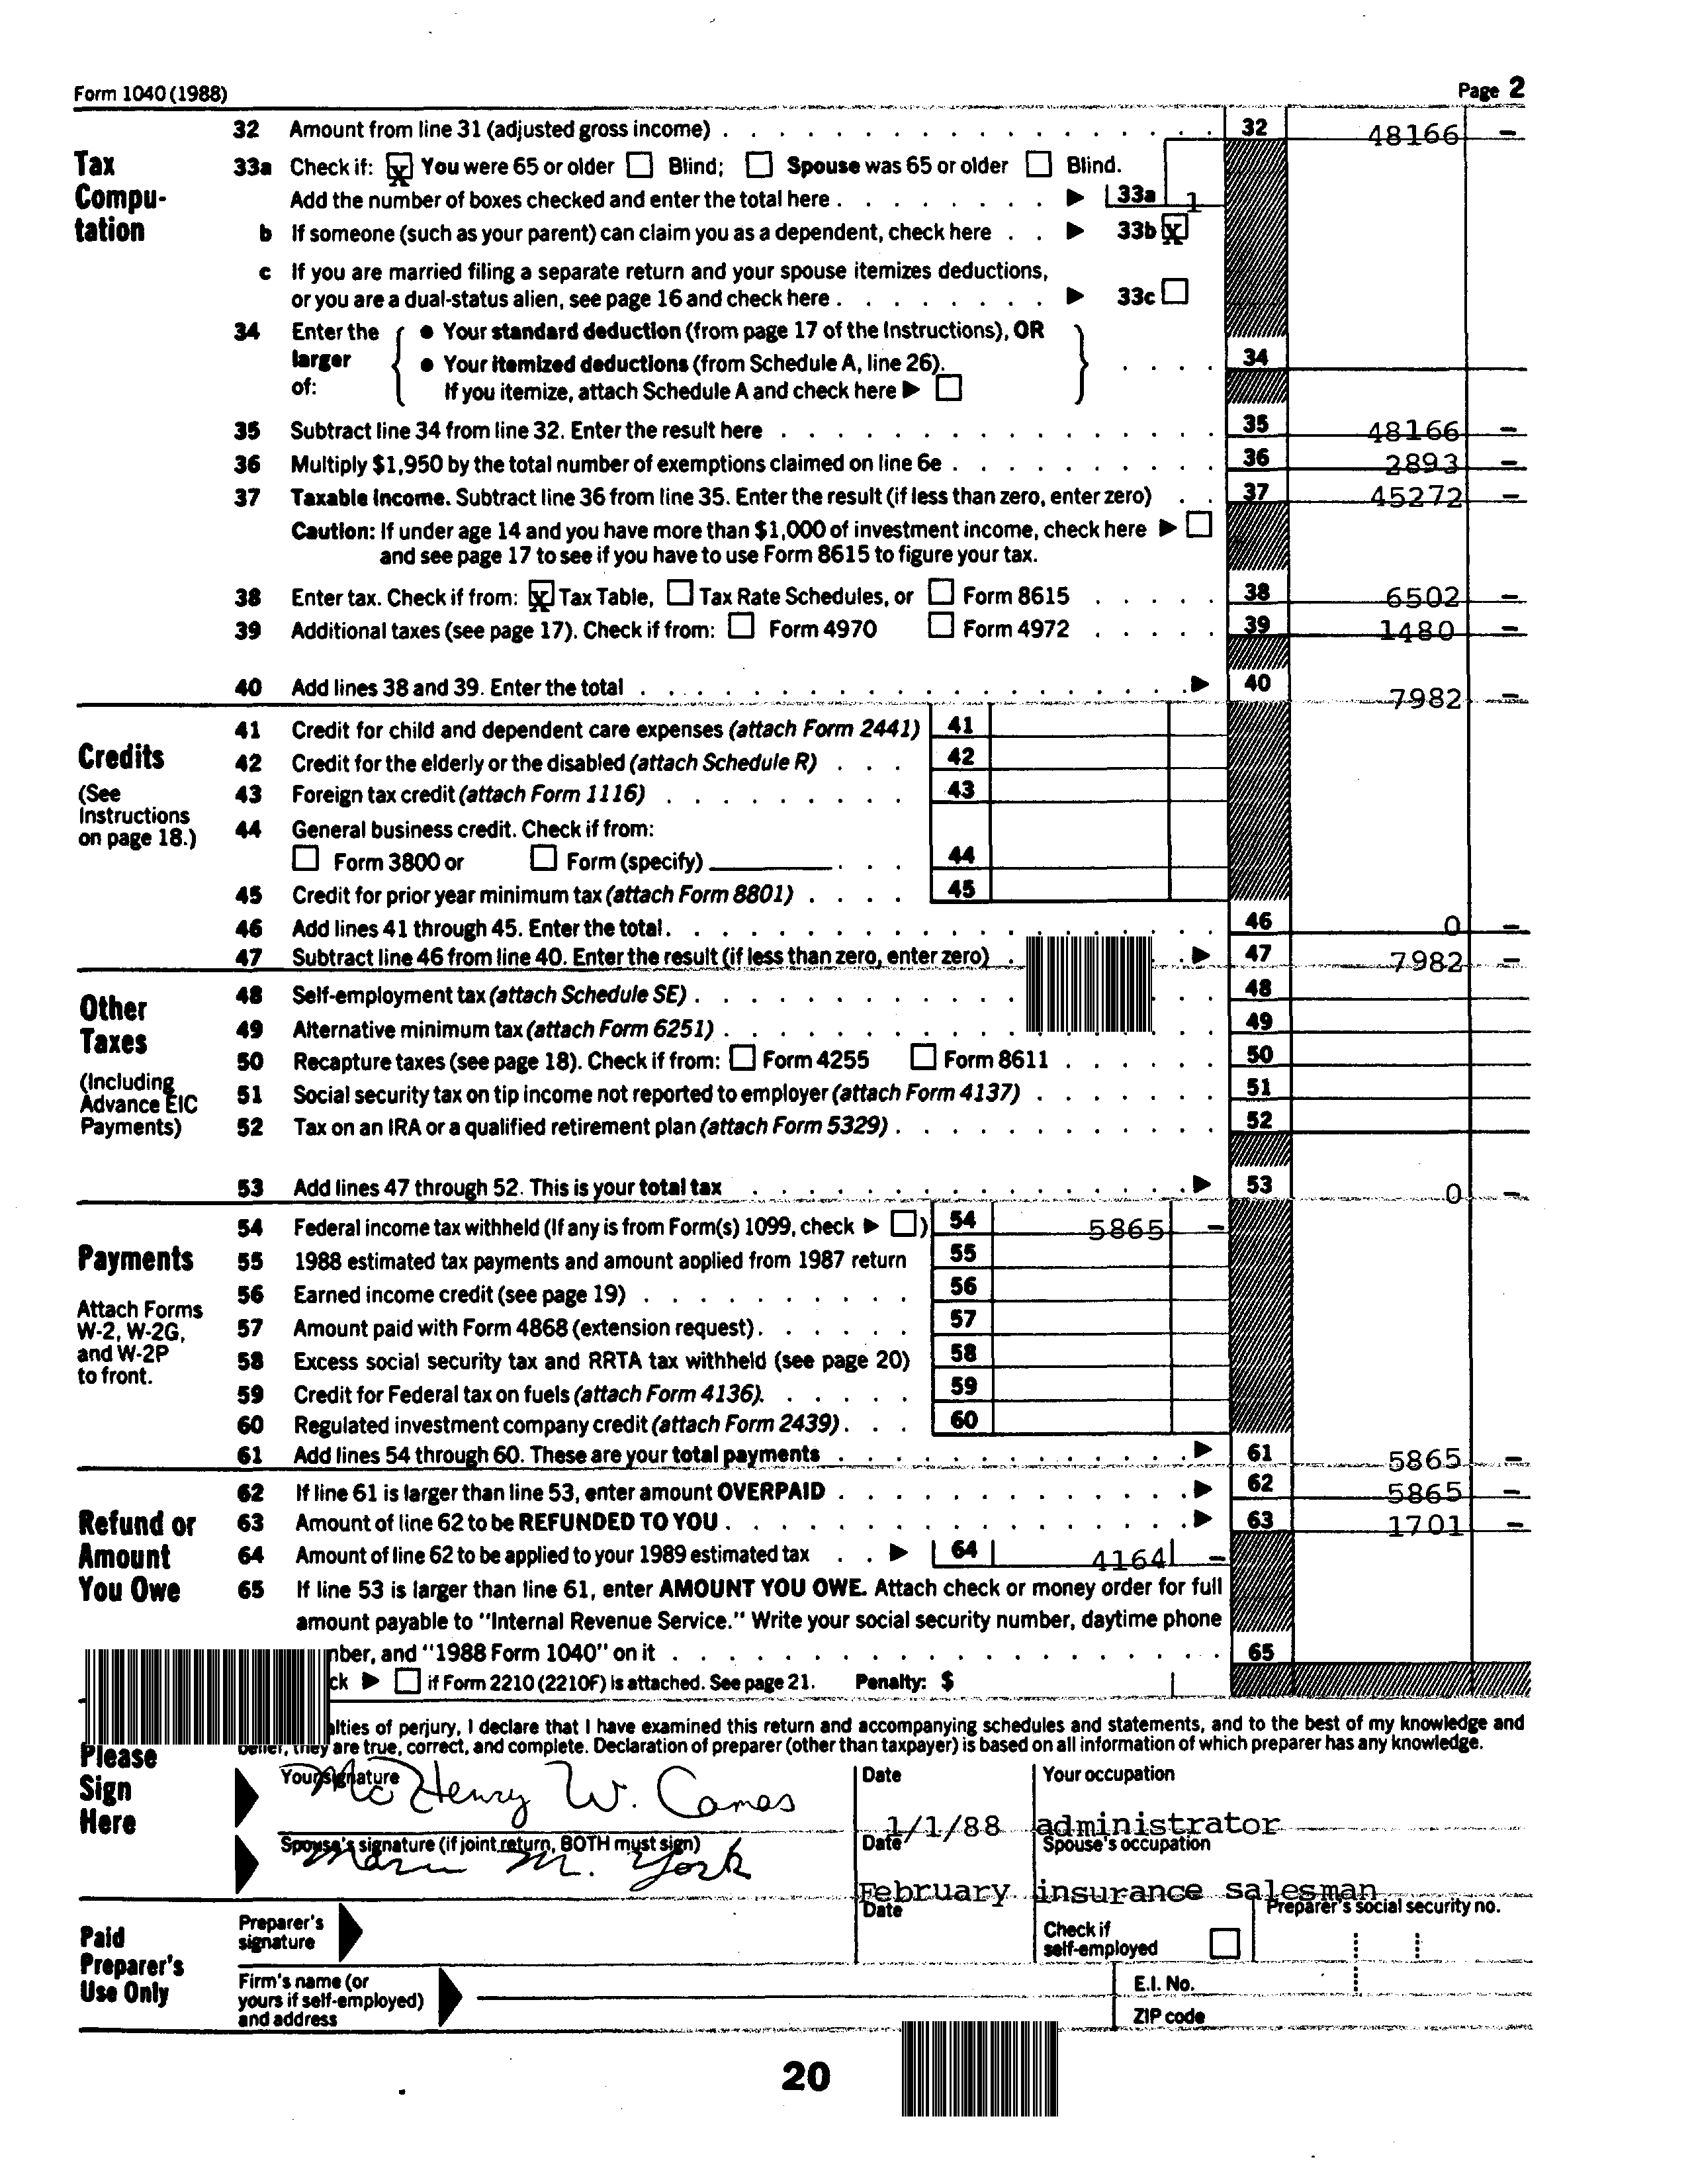 Form 1040 (1988) Page 2
Tax Computation
32 Amount from line 31 (adjusted gross income) . . . 32 48166 –
33a Check if: [X] You were 65 or older [ ] Blind; [ ] Spouse was 65 or older [ ] Blind.
Add the number of boxes checked and enter the total here . . . ▶ 33a 1
b If someone (such as your parent) can claim you as a dependent, check here . . ▶ 33b [X]
c If you are married filing a separate return and your spouse itemizes deductions,
or you are a dual-status alien, see page 16 and check here . . . ▶ 33c [ ]
34 Enter the larger of: { ● Your standard deduction (from page 17 of the Instructions), OR
● Your itemized deductions (from Schedule A, line 26). } . . . . 34
If you itemize, attach Schedule A and check here ▶ [ ]
35 Subtract line 34 from line 32. Enter the result here . . . 35 48166 –
36 Multiply $1,950 by the total number of exemptions claimed on line 6e . . . 36 2893 –
37 Taxable income. Subtract line 36 from line 35. Enter the result (if less than zero, enter zero) . . 37 45272 –
Caution: If under age 14 and you have more than $1,000 of investment income, check here ▶ [ ]
and see page 17 to see if you have to use Form 8615 to figure your tax.
38 Enter tax. Check if from: [X] Tax Table, [ ] Tax Rate Schedules, or [ ] Form 8615 . . . 38 6502 –
39 Additional taxes (see page 17). Check if from: [ ] Form 4970 [ ] Form 4972 . . . 39 1480 –
40 Add lines 38 and 39. Enter the total . . . ▶ 40 7982 –
Credits
(See Instructions on page 18.)
41 Credit for child and dependent care expenses (attach Form 2441) 41
42 Credit for the elderly or the disabled (attach Schedule R) . . . 42
43 Foreign tax credit (attach Form 1116) . . . 43
44 General business credit. Check if from:
[ ] Form 3800 or [ ] Form (specify) ______ . . . 44
45 Credit for prior year minimum tax (attach Form 8801) . . . . 45
46 Add lines 41 through 45. Enter the total . . . 46 0 –
47 Subtract line 46 from line 40. Enter the result (if less than zero, enter zero) . ▶ 47 7982 –
Other Taxes
(Including Advance EIC Payments)
48 Self-employment tax (attach Schedule SE) . . . 48
49 Alternative minimum tax (attach Form 6251) . . . 49
50 Recapture taxes (see page 18). Check if from: [ ] Form 4255 [ ] Form 8611 . . . 50
51 Social security tax on tip income not reported to employer (attach Form 4137) . . . 51
52 Tax on an IRA or a qualified retirement plan (attach Form 5329) . . . 52
53 Add lines 47 through 52. This is your total tax . . . ▶ 53 0 –
Payments
Attach Forms W-2, W-2G, and W-2P to front.
54 Federal income tax withheld (If any is from Form(s) 1099, check ▶ [ ]) 54 5865 –
55 1988 estimated tax payments and amount applied from 1987 return 55
56 Earned income credit (see page 19) . . . 56
57 Amount paid with Form 4868 (extension request) . . . 57
58 Excess social security tax and RRTA tax withheld (see page 20) 58
59 Credit for Federal tax on fuels (attach Form 4136). . . . 59
60 Regulated investment company credit (attach Form 2439) . . . 60
61 Add lines 54 through 60. These are your total payments . . . ▶ 61 5865 –
Refund or Amount You Owe
62 If line 61 is larger than line 53, enter amount OVERPAID . . . ▶ 62 5865 –
63 Amount of line 62 to be REFUNDED TO YOU . . . ▶ 63 1701 –
64 Amount of line 62 to be applied to your 1989 estimated tax . . ▶ 64 4164 –
65 If line 53 is larger than line 61, enter AMOUNT YOU OWE. Attach check or money order for full
amount payable to "Internal Revenue Service." Write your social security number, daytime phone
nber, and "1988 Form 1040" on it . . . 65
ck ▶ [ ] if Form 2210 (2210F) is attached. See page 21. Penalty: $
alties of perjury, I declare that I have examined this return and accompanying schedules and statements, and to the best of my knowledge and
belief, they are true, correct, and complete. Declaration of preparer (other than taxpayer) is based on all information of which preparer has any knowledge.
Please Sign Here
Your signature Date Your occupation
McHenry W. Comas 1/1/88 administrator
Spouse's signature (if joint return, BOTH must sign) Date Spouse's occupation
M. York February insurance salesman
Paid Preparer's Use Only
Preparer's signature Date Check if self-employed [ ] Preparer's social security no.
Firm's name (or yours if self-employed) and address E.I. No.
ZIP code
20